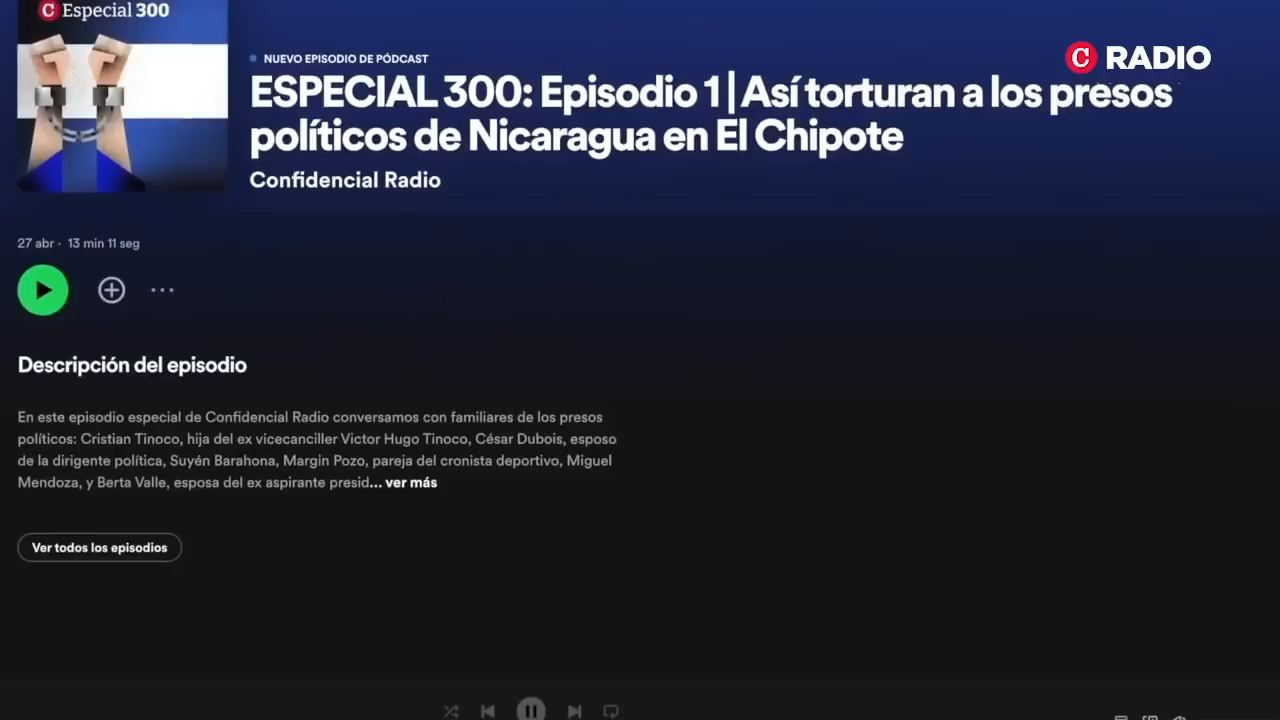 C Especial 300
C RADIO
NUEVO EPISODIO DE PÓDCAST
ESPECIAL 300: Episodio 1 | Así torturan a los presos
políticos de Nicaragua en El Chipote
Confidencial Radio
27 abr · 13 min 11 seg
Descripción del episodio
En este episodio especial de Confidencial Radio conversamos con familiares de los presos
políticos: Cristian Tinoco, hija del ex vicecanciller Victor Hugo Tinoco, César Dubois, esposo
de la dirigente política, Suyén Barahona, Margin Pozo, pareja del cronista deportivo, Miguel
Mendoza, y Berta Valle, esposa del ex aspirante presid... ver más
Ver todos los episodios